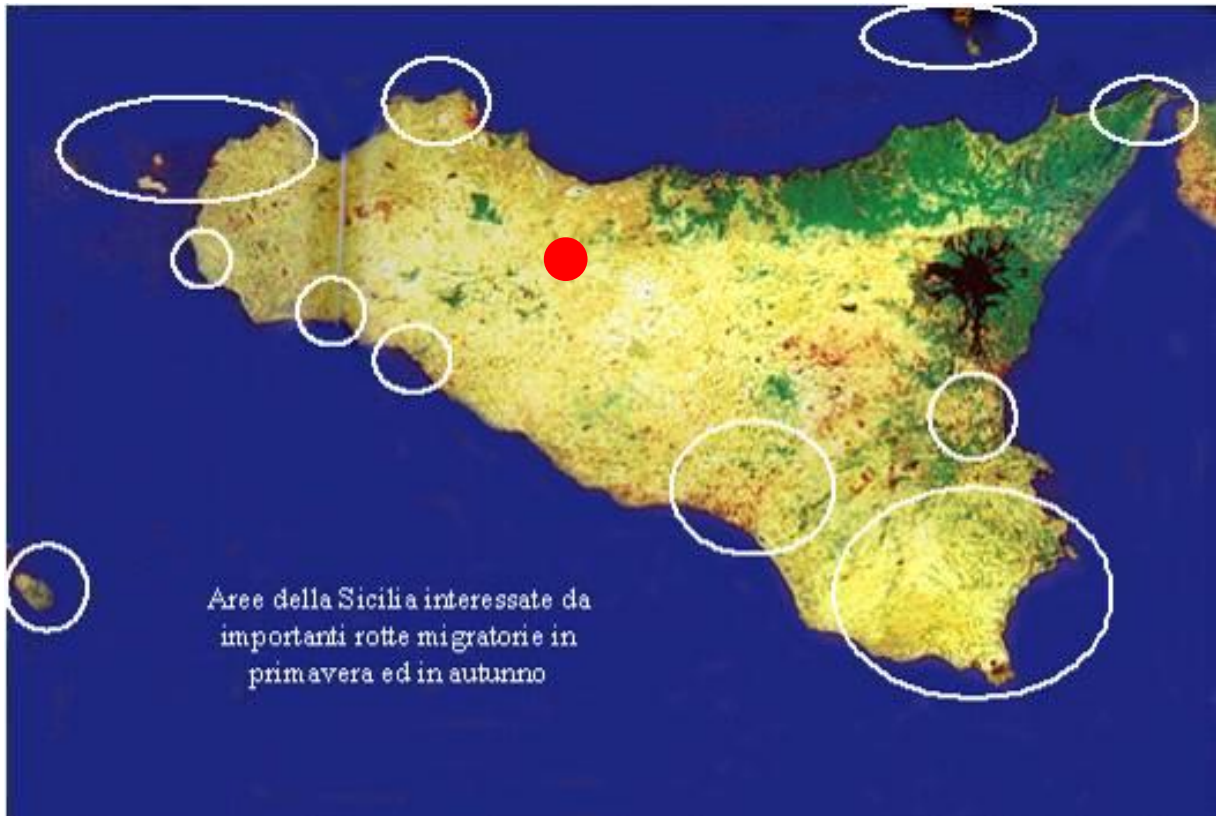 Aree della Sicilia interessate da
importanti rotte migratorie in
primavera ed in autunno